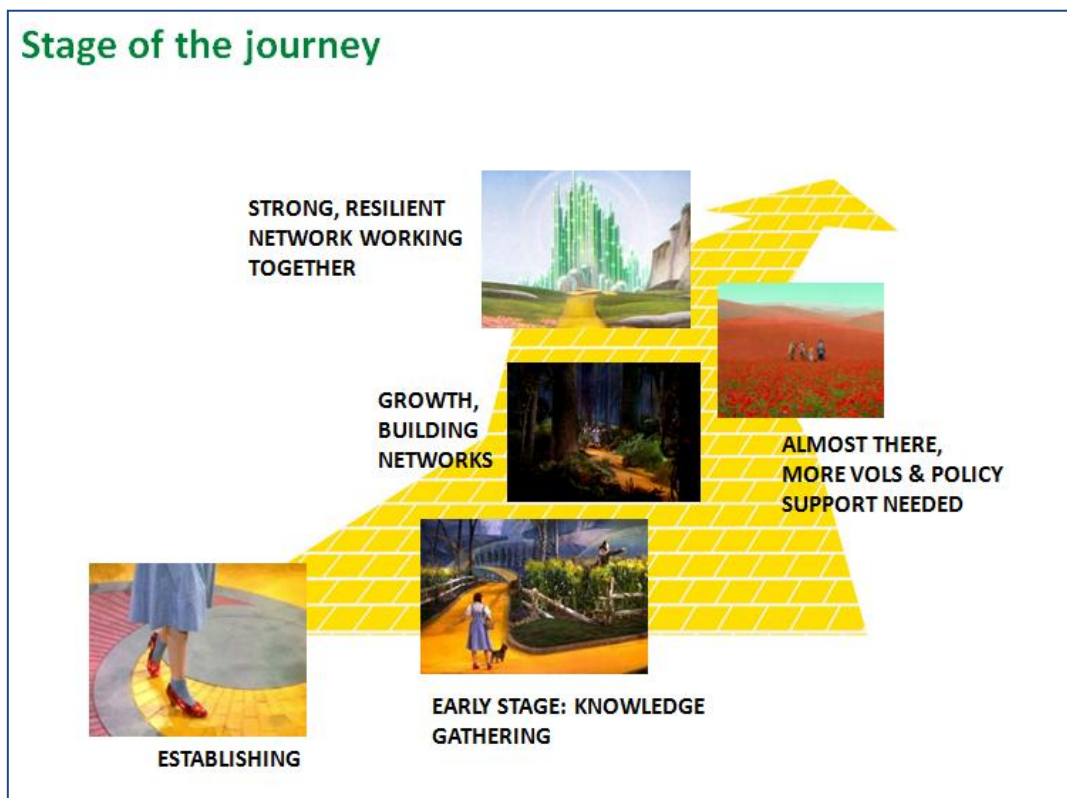 Stage of the journey
STRONG, RESILIENT
NETWORK WORKING
TOGETHER
GROWTH,
BUILDING
NETWORKS
ALMOST THERE,
MORE VOLS & POLICY
SUPPORT NEEDED
EARLY STAGE: KNOWLEDGE
GATHERING
ESTABLISHING